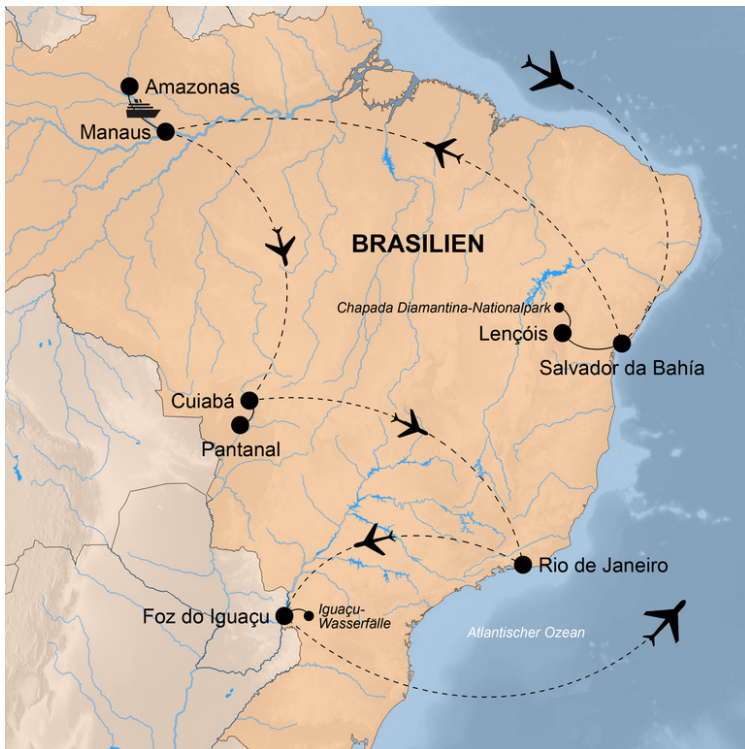 Amazonas
Manaus
BRASILIEN
Chapada Diamantina-Nationalpark
Lençóis
Salvador da Bahía
Cuiabá
Pantanal
Rio de Janeiro
Foz do Iguaçu
Iguaçu-
Wasserfälle
Atlantischer Ozean